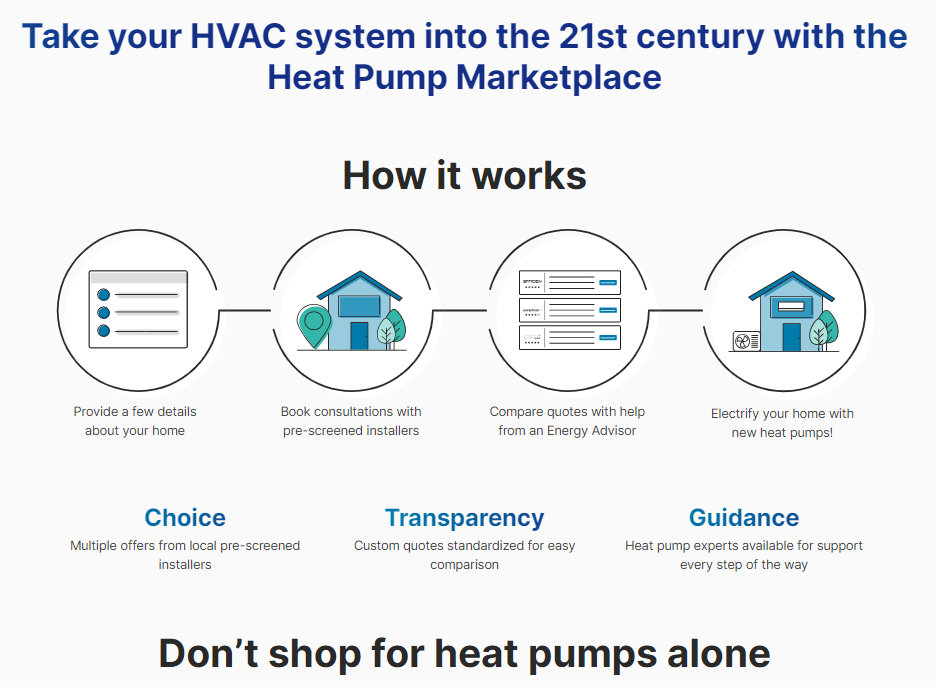 Take your HVAC system into the 21st century with the
Heat Pump Marketplace
How it works
Provide a few details
about your home
Book consultations with
pre-screened installers
Compare quotes with help
from an Energy Advisor
Electrify your home with
new heat pumps!
Choice
Multiple offers from local pre-screened
installers
Transparency
Custom quotes standardized for easy
comparison
Guidance
Heat pump experts available for support
every step of the way
Don’t shop for heat pumps alone